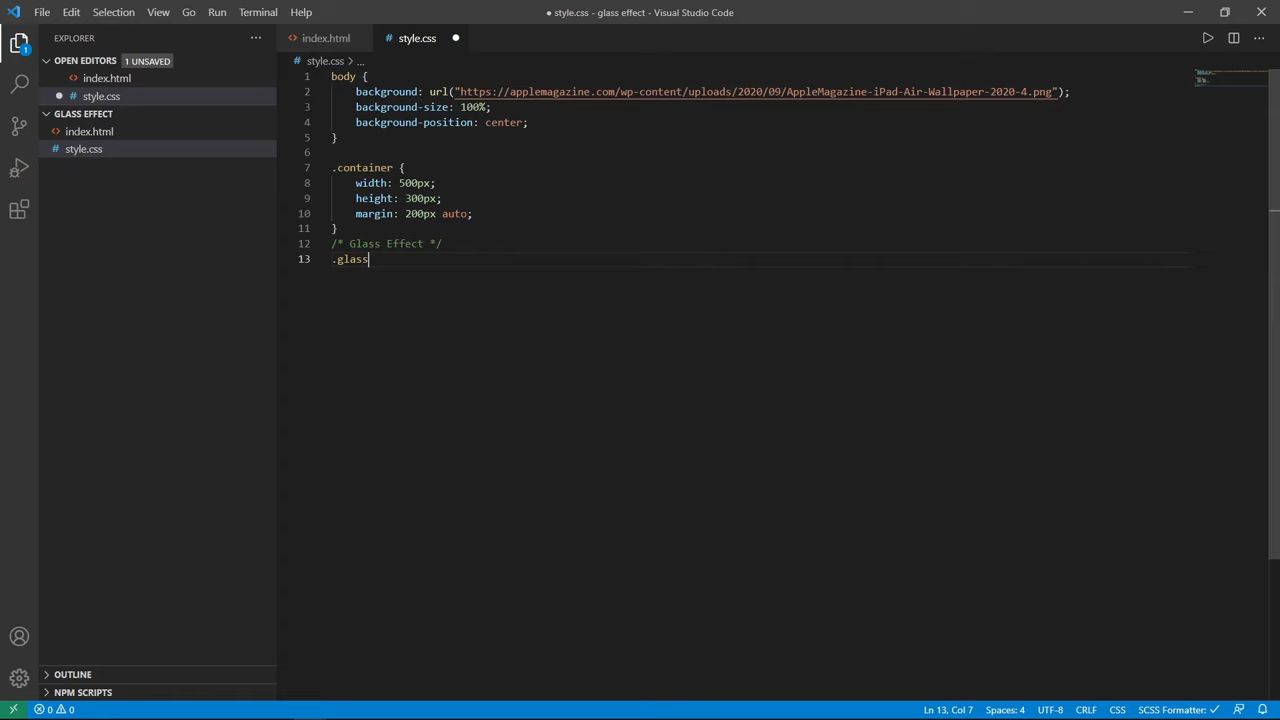 File Edit Selection View Go Run Terminal Help
● style.css - glass effect - Visual Studio Code
EXPLORER
index.html
style.css
OPEN EDITORS 1 UNSAVED
style.css > ...
index.html
style.css
GLASS EFFECT
index.html
style.css
1 body {
2 background: url("https://applemagazine.com/wp-content/uploads/2020/09/AppleMagazine-iPad-Air-Wallpaper-2020-4.png");
3 background-size: 100%;
4 background-position: center;
5 }
6
7 .container {
8 width: 500px;
9 height: 300px;
10 margin: 200px auto;
11 }
12 /* Glass Effect */
13 .glass
1
OUTLINE
NPM SCRIPTS
0 0
Ln 13, Col 7 Spaces: 4 UTF-8 CRLF CSS SCSS Formatter: ✓